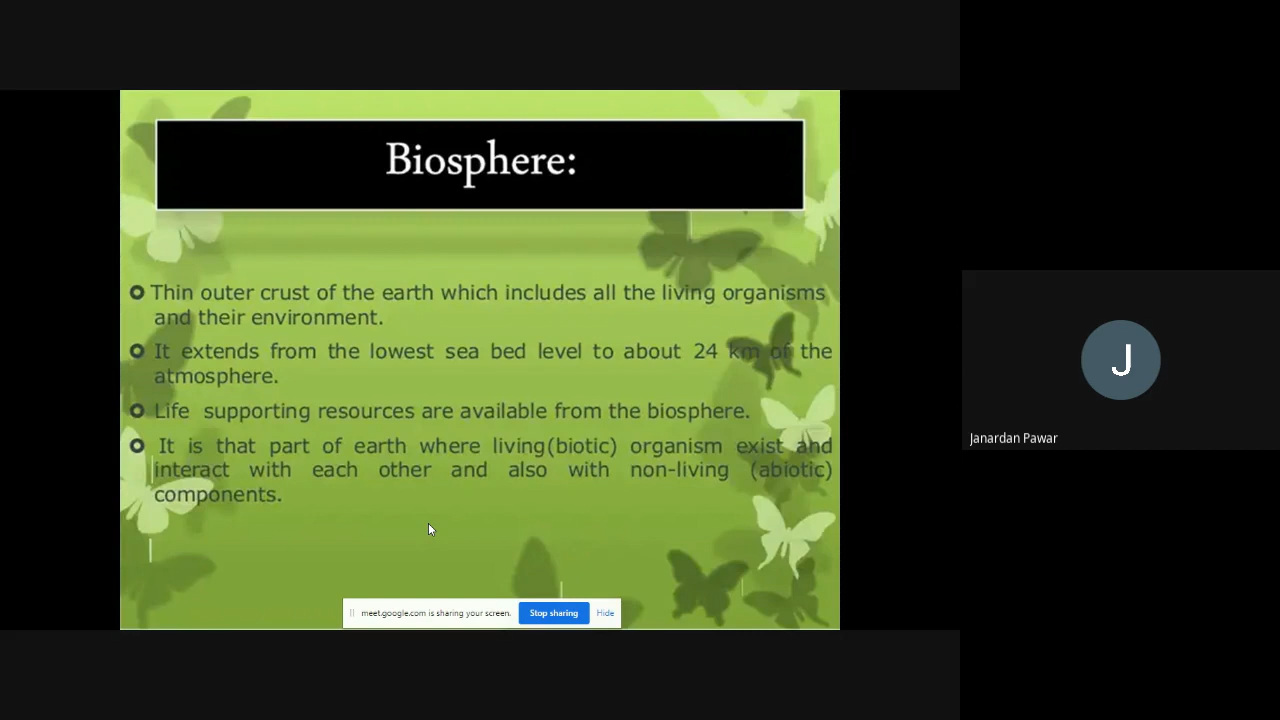 Biosphere:
Thin outer crust of the earth which includes all the living organisms
and their environment.
It extends from the lowest sea bed level to about 24 km of the
atmosphere.
Life supporting resources are available from the biosphere.
It is that part of earth where living(biotic) organism exist and
interact with each other and also with non-living (abiotic)
components.
meet.google.com is sharing your screen. Stop sharing Hide
J
Janardan Pawar